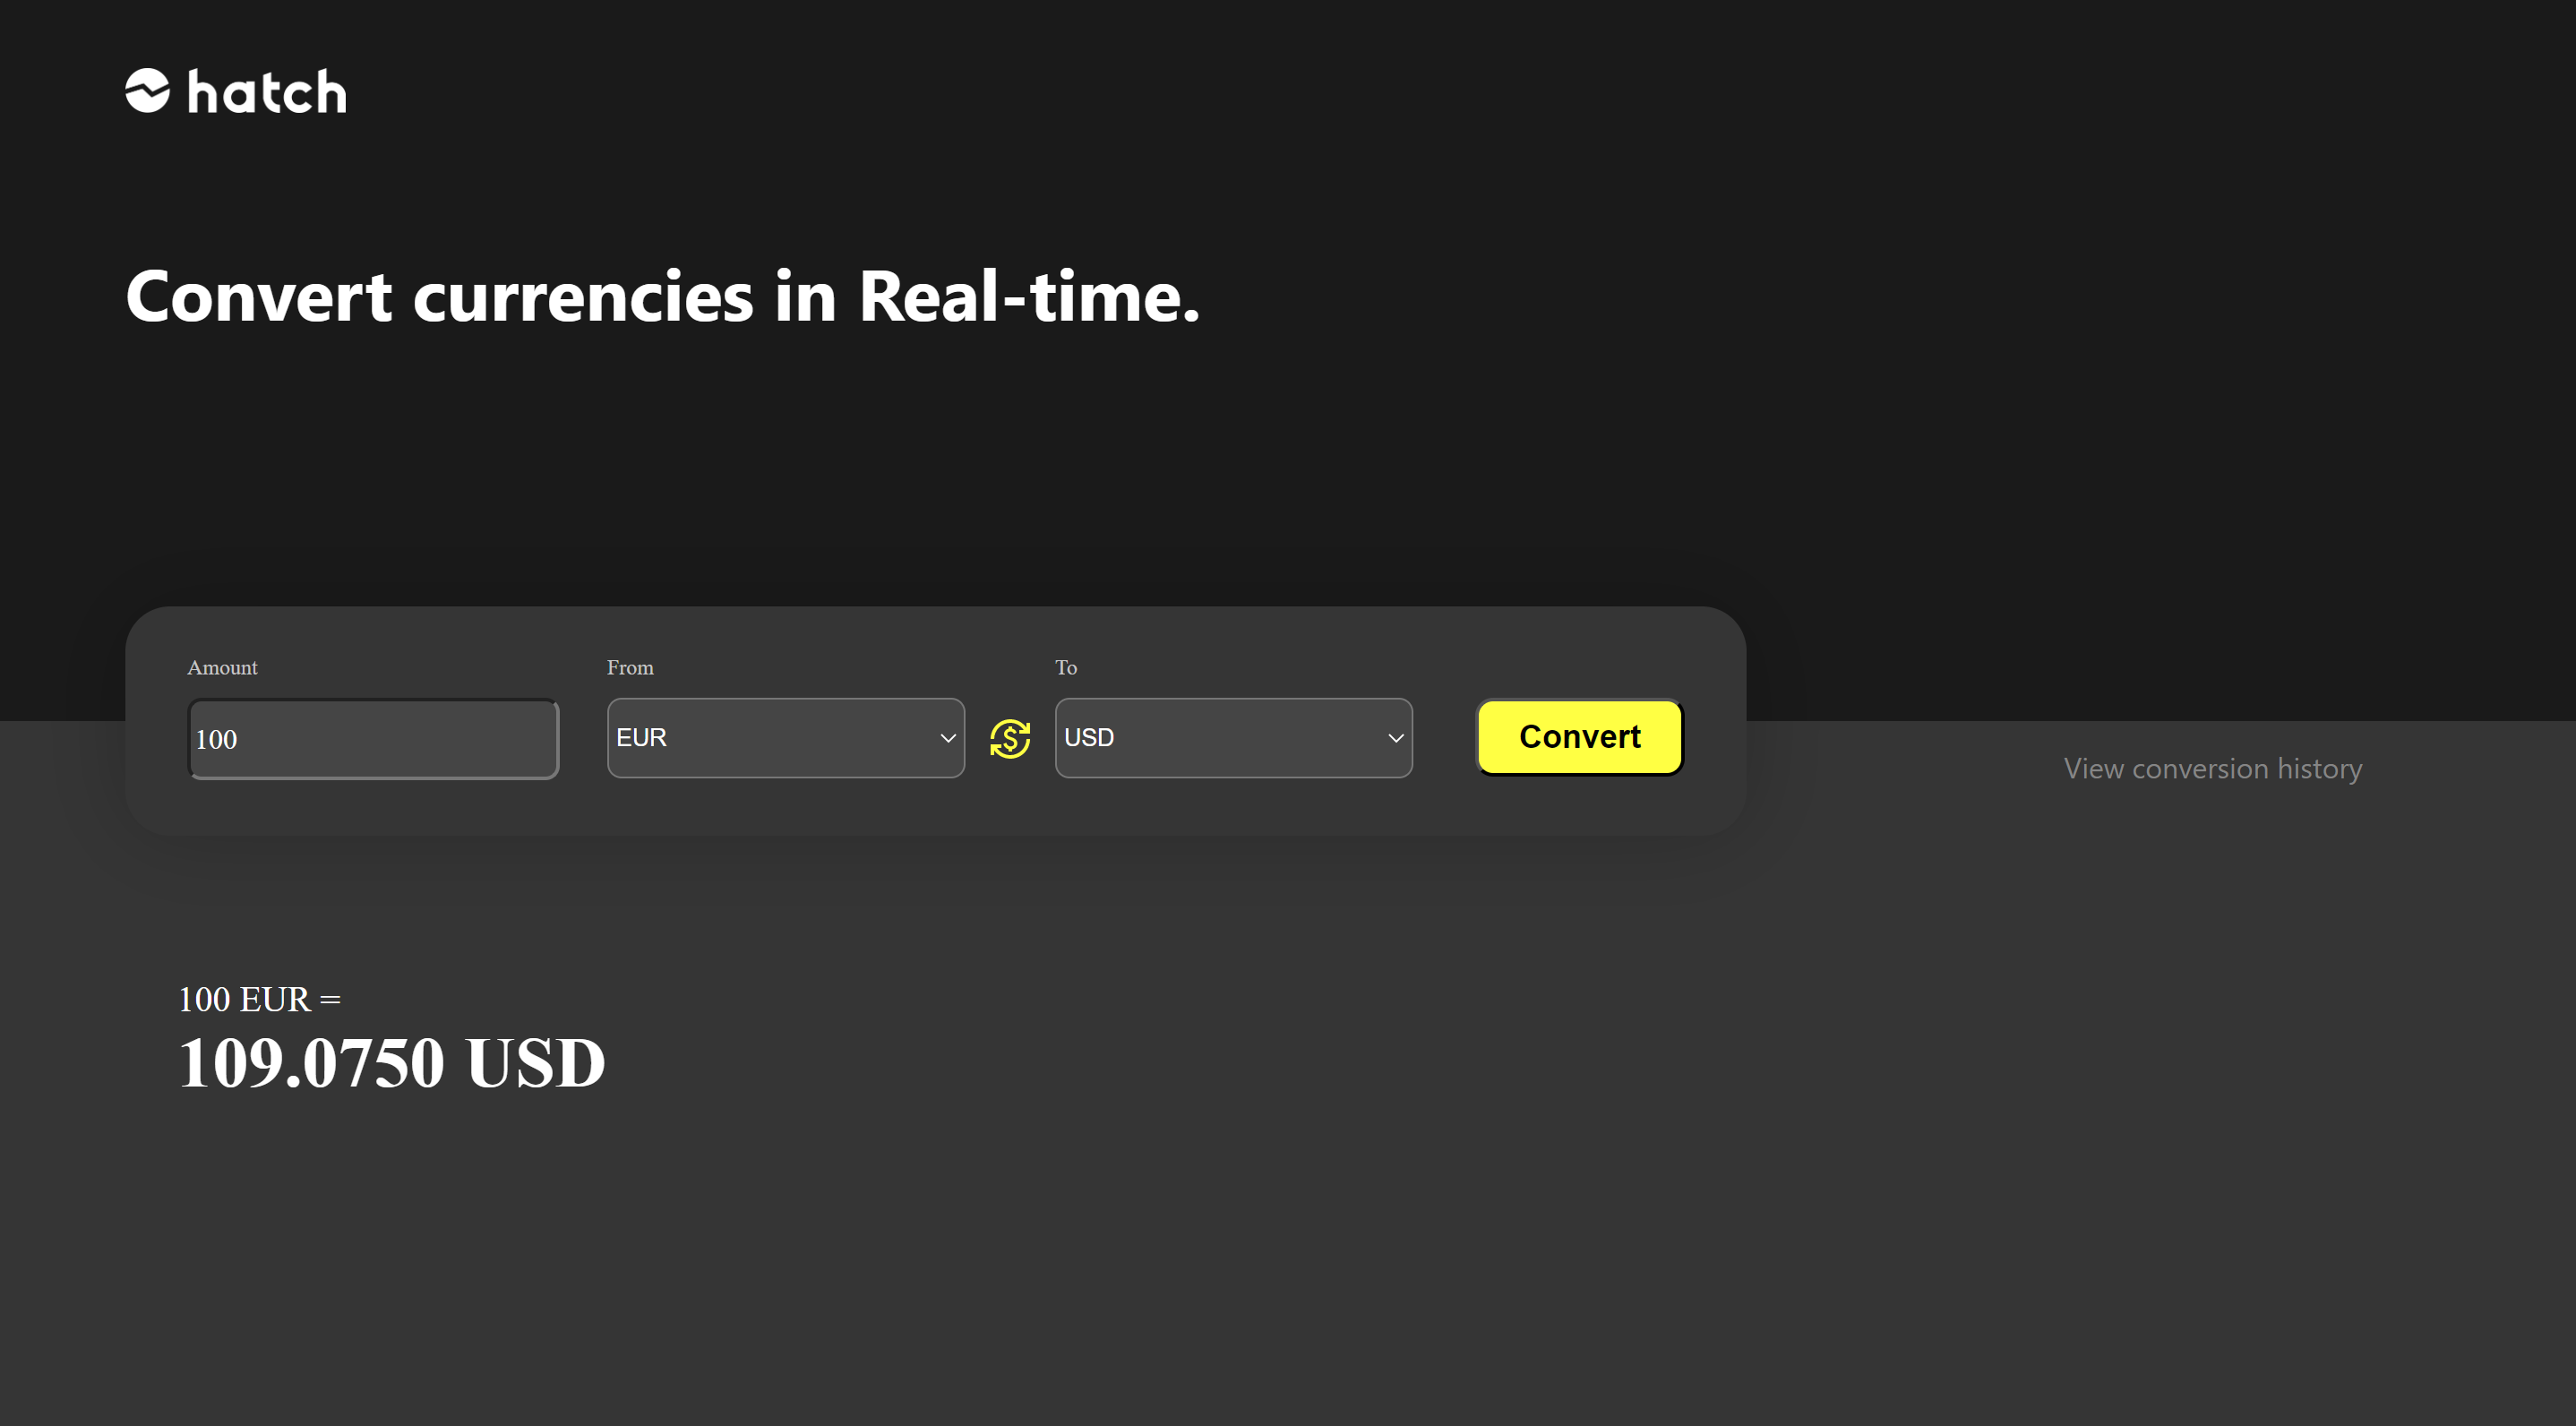 hatch
Convert currencies in Real-time.
Amount
From
To
100
EUR
USD
Convert
View conversion history
100 EUR =
109.0750 USD